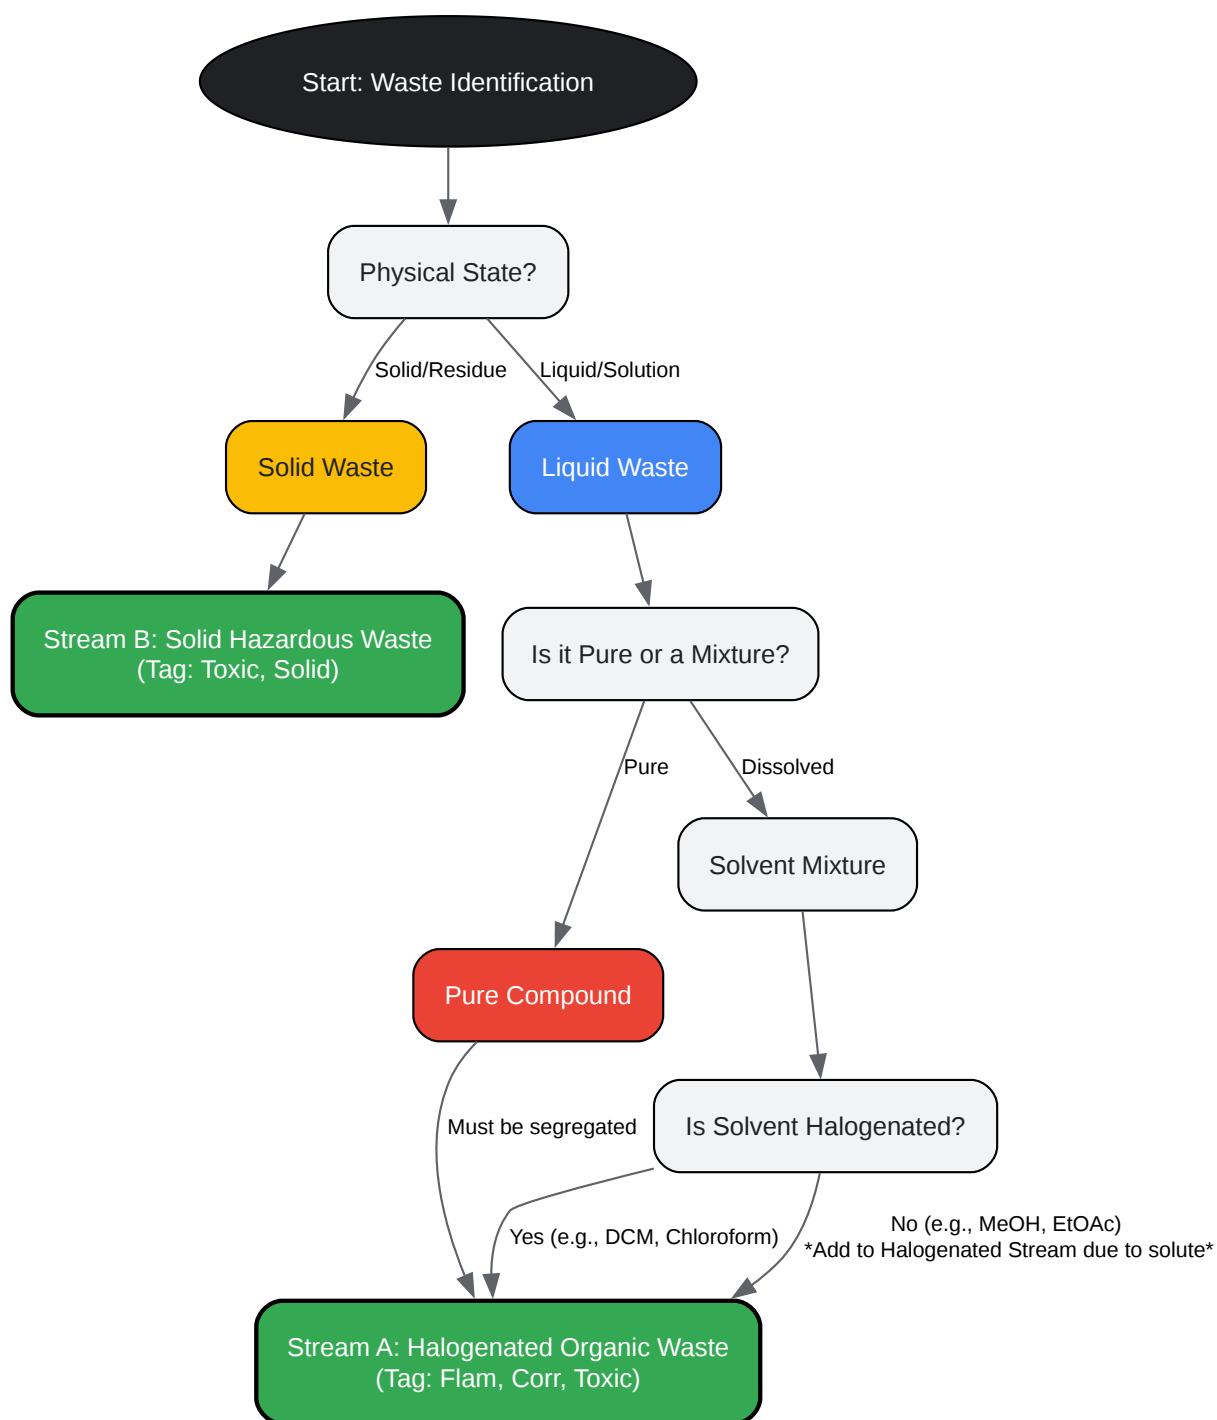 Start: Waste Identification
Physical State?
Solid/Residue
Liquid/Solution
Solid Waste
Liquid Waste
Stream B: Solid Hazardous Waste
(Tag: Toxic, Solid)
Is it Pure or a Mixture?
Pure
Dissolved
Solvent Mixture
Pure Compound
Must be segregated
Is Solvent Halogenated?
Yes (e.g., DCM, Chloroform)
No (e.g., MeOH, EtOAc)
*Add to Halogenated Stream due to solute*
Stream A: Halogenated Organic Waste
(Tag: Flam, Corr, Toxic)